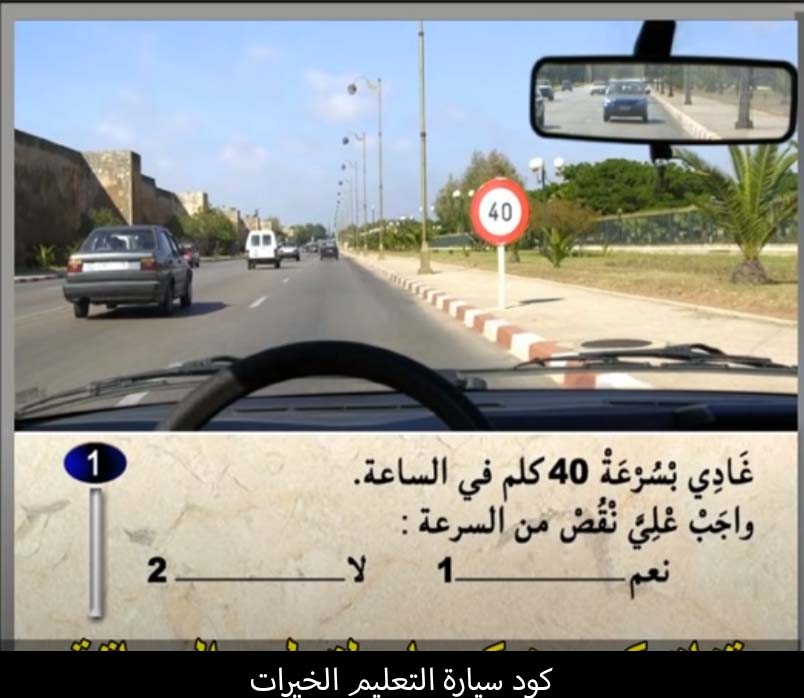 40
1
غَادِي بْسُرْعَةْ 40 كلم في الساعة.
واجَبْ عْلِيَّ نْقُصْ من السرعة :
نعم 1 لا 2
كود سيارة التعليم الخيرات